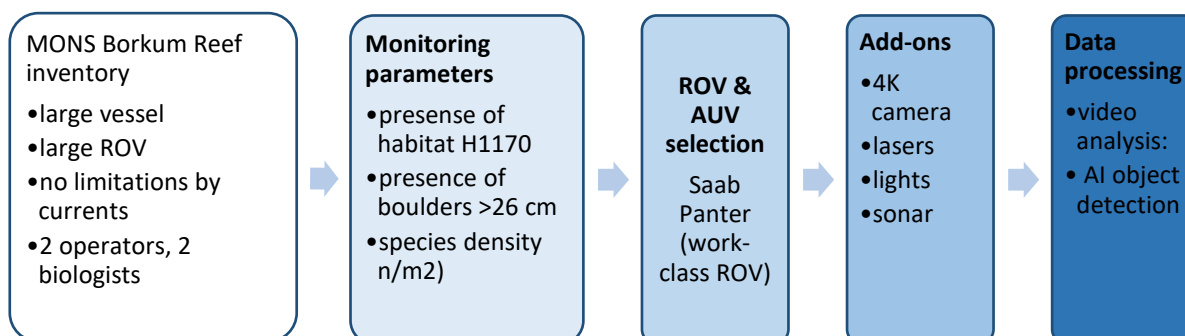 MONS Borkum Reef
inventory
•large vessel
•large ROV
•no limitations by
currents
•2 operators, 2
biologists
Monitoring
parameters
•presense of
habitat H1170
•presence of
boulders >26 cm
•species density
n/m2)
ROV &
AUV
selection
Saab
Panter
(work-
class ROV)
Add-ons
•4K
camera
•lasers
•lights
•sonar
Data
processing
•video
analysis:
• AI object
detection